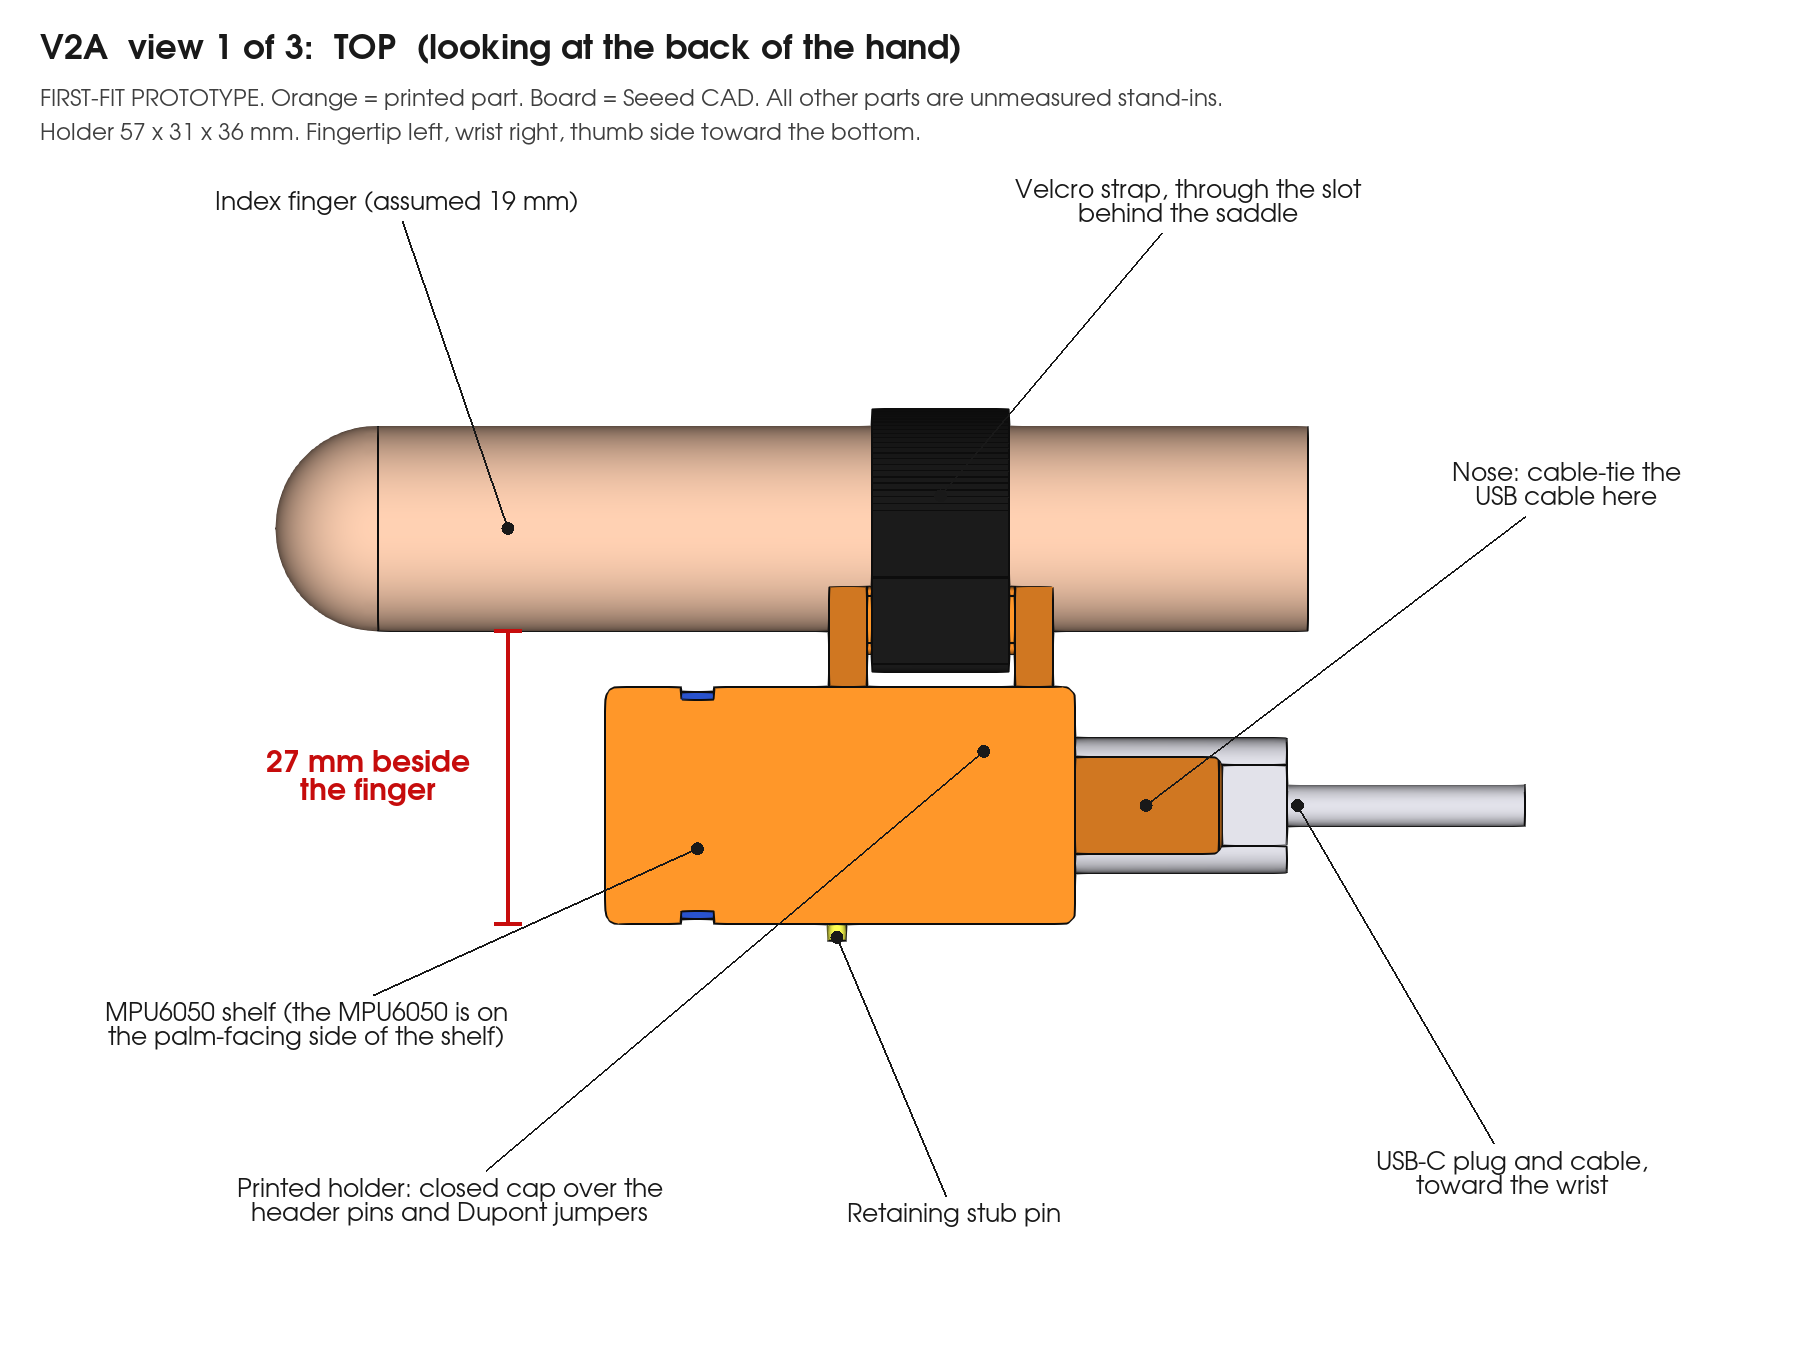 V2A view 1 of 3: TOP (looking at the back of the hand)
FIRST-FIT PROTOTYPE. Orange = printed part. Board = Seeed CAD. All other parts are unmeasured stand-ins.
Holder 57 x 31 x 36 mm. Fingertip left, wrist right, thumb side toward the bottom.
Index finger (assumed 19 mm)
Velcro strap, through the slot
behind the saddle
Nose: cable-tie the
USB cable here
27 mm beside
the finger
MPU6050 shelf (the MPU6050 is on
the palm-facing side of the shelf)
Printed holder: closed cap over the
header pins and Dupont jumpers
Retaining stub pin
USB-C plug and cable,
toward the wrist